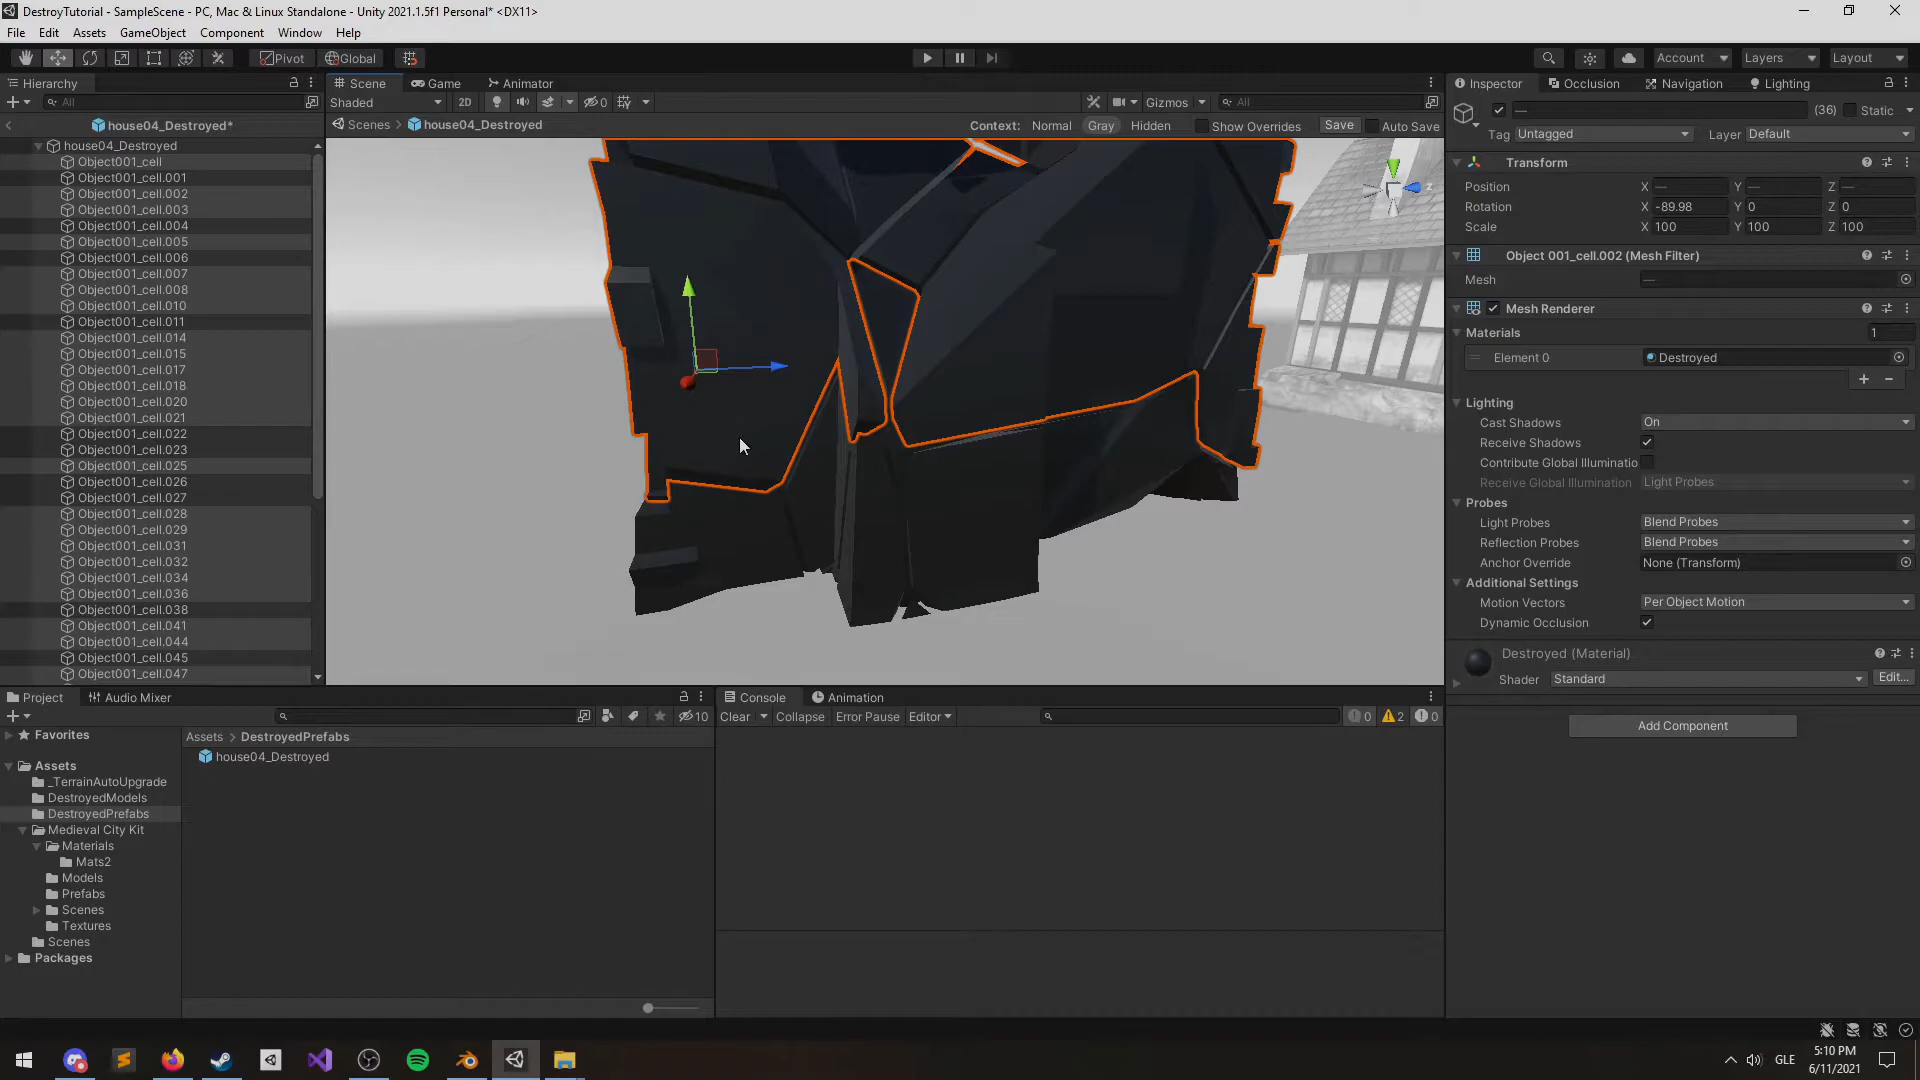 DestroyTutorial - SampleScene - PC, Mac & Linux Standalone - Unity 2021.1.5f1 Personal* <DX11>
File Edit Assets GameObject Component Window Help
Pivot Global Account Layers Layout
Hierarchy Scene Game Animator Inspector Occlusion Navigation Lighting
All Shaded 2D 0 Gizmos All (36) Static
house04_Destroyed* Scenes house04_Destroyed Context: Normal Gray Hidden Show Overrides Save Auto Save
Tag Untagged Layer Default
house04_Destroyed
Object001_cell
Object001_cell.001
Object001_cell.002
Object001_cell.003
Object001_cell.004
Object001_cell.005
Object001_cell.006
Object001_cell.007
Object001_cell.008
Object001_cell.010
Object001_cell.011
Object001_cell.014
Object001_cell.015
Object001_cell.017
Object001_cell.018
Object001_cell.020
Object001_cell.021
Object001_cell.022
Object001_cell.023
Object001_cell.025
Object001_cell.026
Object001_cell.027
Object001_cell.028
Object001_cell.029
Object001_cell.031
Object001_cell.032
Object001_cell.034
Object001_cell.036
Object001_cell.038
Object001_cell.041
Object001_cell.044
Object001_cell.045
Object001_cell.047
z
Transform
Position X — Y — Z —
Rotation X -89.98 Y 0 Z 0
Scale X 100 Y 100 Z 100
Object 001_cell.002 (Mesh Filter)
Mesh —
Mesh Renderer
Materials 1
Element 0 Destroyed
Lighting
Cast Shadows On
Receive Shadows
Contribute Global Illuminatio
Receive Global Illumination Light Probes
Probes
Light Probes Blend Probes
Reflection Probes Blend Probes
Anchor Override None (Transform)
Additional Settings
Motion Vectors Per Object Motion
Dynamic Occlusion
Destroyed (Material)
Shader Standard Edit...
Add Component
Project Audio Mixer
10
Favorites
Assets
_TerrainAutoUpgrade
DestroyedModels
DestroyedPrefabs
Medieval City Kit
Materials
Mats2
Models
Prefabs
Scenes
Textures
Scenes
Packages
Assets > DestroyedPrefabs
house04_Destroyed
Console Animation
Clear Collapse Error Pause Editor 0 2 0
GLE
5:10 PM
6/11/2021